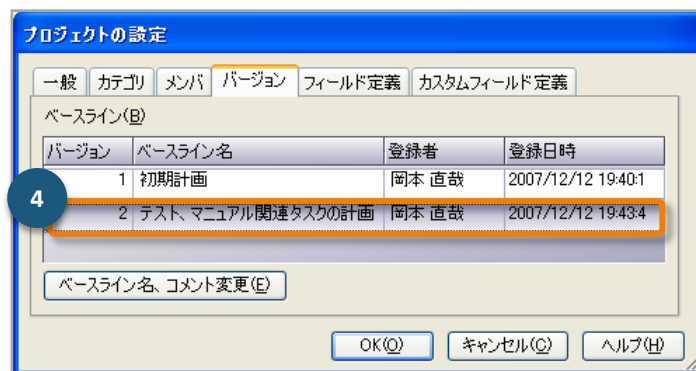 プロジェクトの設定
一般 カテゴリ メンバ バージョン フィールド定義 カスタムフィールド定義
ベースライン(B)
バージョン ベースライン名 登録者 登録日時
1 初期計画 岡本 直哉 2007/12/12 19:40:1
4
2 テスト、マニュアル関連タスクの計画 岡本 直哉 2007/12/12 19:43:4
ベースライン名、コメント変更(E)
OK(O) キャンセル(C) ヘルプ(H)